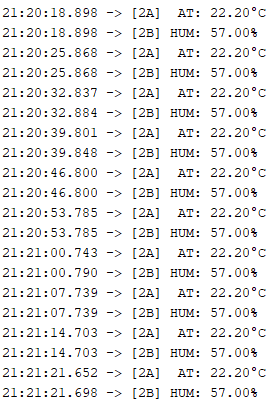 21:20:18.898 -> [2A]  AT: 22.20°C
21:20:18.898 -> [2B] HUM: 57.00%
21:20:25.868 -> [2A]  AT: 22.20°C
21:20:25.868 -> [2B] HUM: 57.00%
21:20:32.837 -> [2A]  AT: 22.20°C
21:20:32.884 -> [2B] HUM: 57.00%
21:20:39.801 -> [2A]  AT: 22.20°C
21:20:39.848 -> [2B] HUM: 57.00%
21:20:46.800 -> [2A]  AT: 22.20°C
21:20:46.800 -> [2B] HUM: 57.00%
21:20:53.785 -> [2A]  AT: 22.20°C
21:20:53.785 -> [2B] HUM: 57.00%
21:21:00.743 -> [2A]  AT: 22.20°C
21:21:00.790 -> [2B] HUM: 57.00%
21:21:07.739 -> [2A]  AT: 22.20°C
21:21:07.739 -> [2B] HUM: 57.00%
21:21:14.703 -> [2A]  AT: 22.20°C
21:21:14.703 -> [2B] HUM: 57.00%
21:21:21.652 -> [2A]  AT: 22.20°C
21:21:21.698 -> [2B] HUM: 57.00%